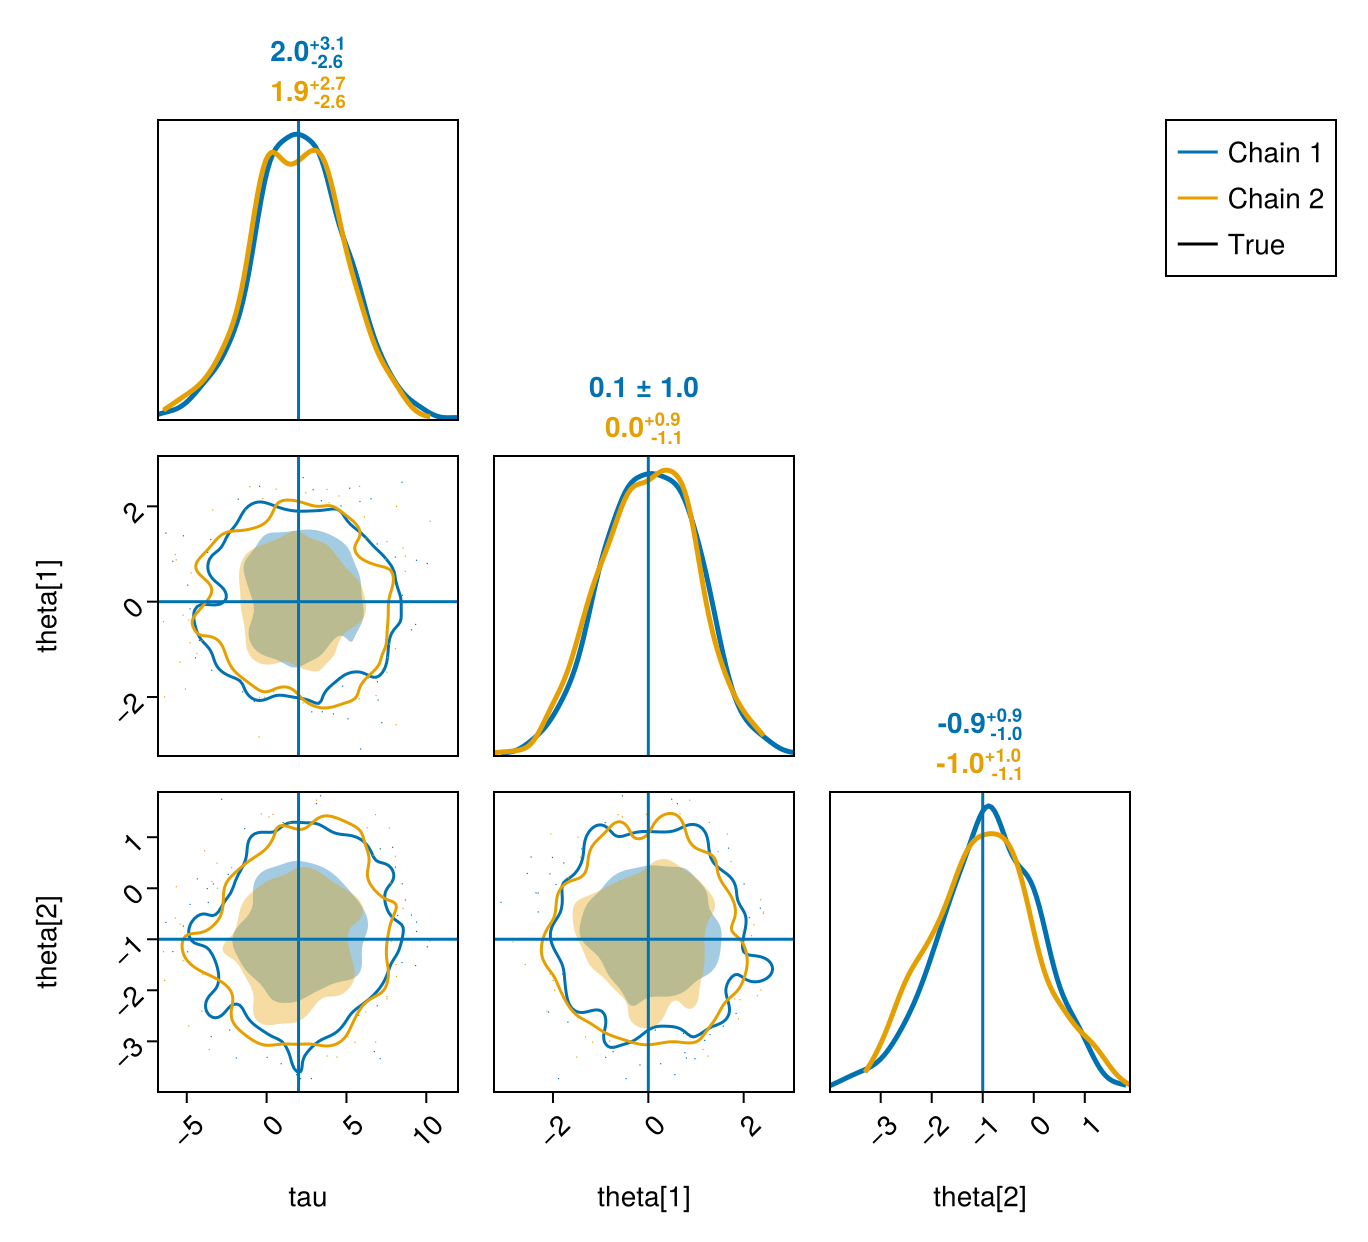 2.0+3.1-2.6
1.9+2.7-2.6
Chain 1
Chain 2
True
0.1 ± 1.0
0.0+0.9-1.1
theta[1]
2
0
−2
-0.9+0.9-1.0
-1.0+1.0-1.1
theta[2]
1
0
−1
−2
−3
−5 0 5 10 −2 0 2 −3 −2 −1 0 1
tau theta[1] theta[2]